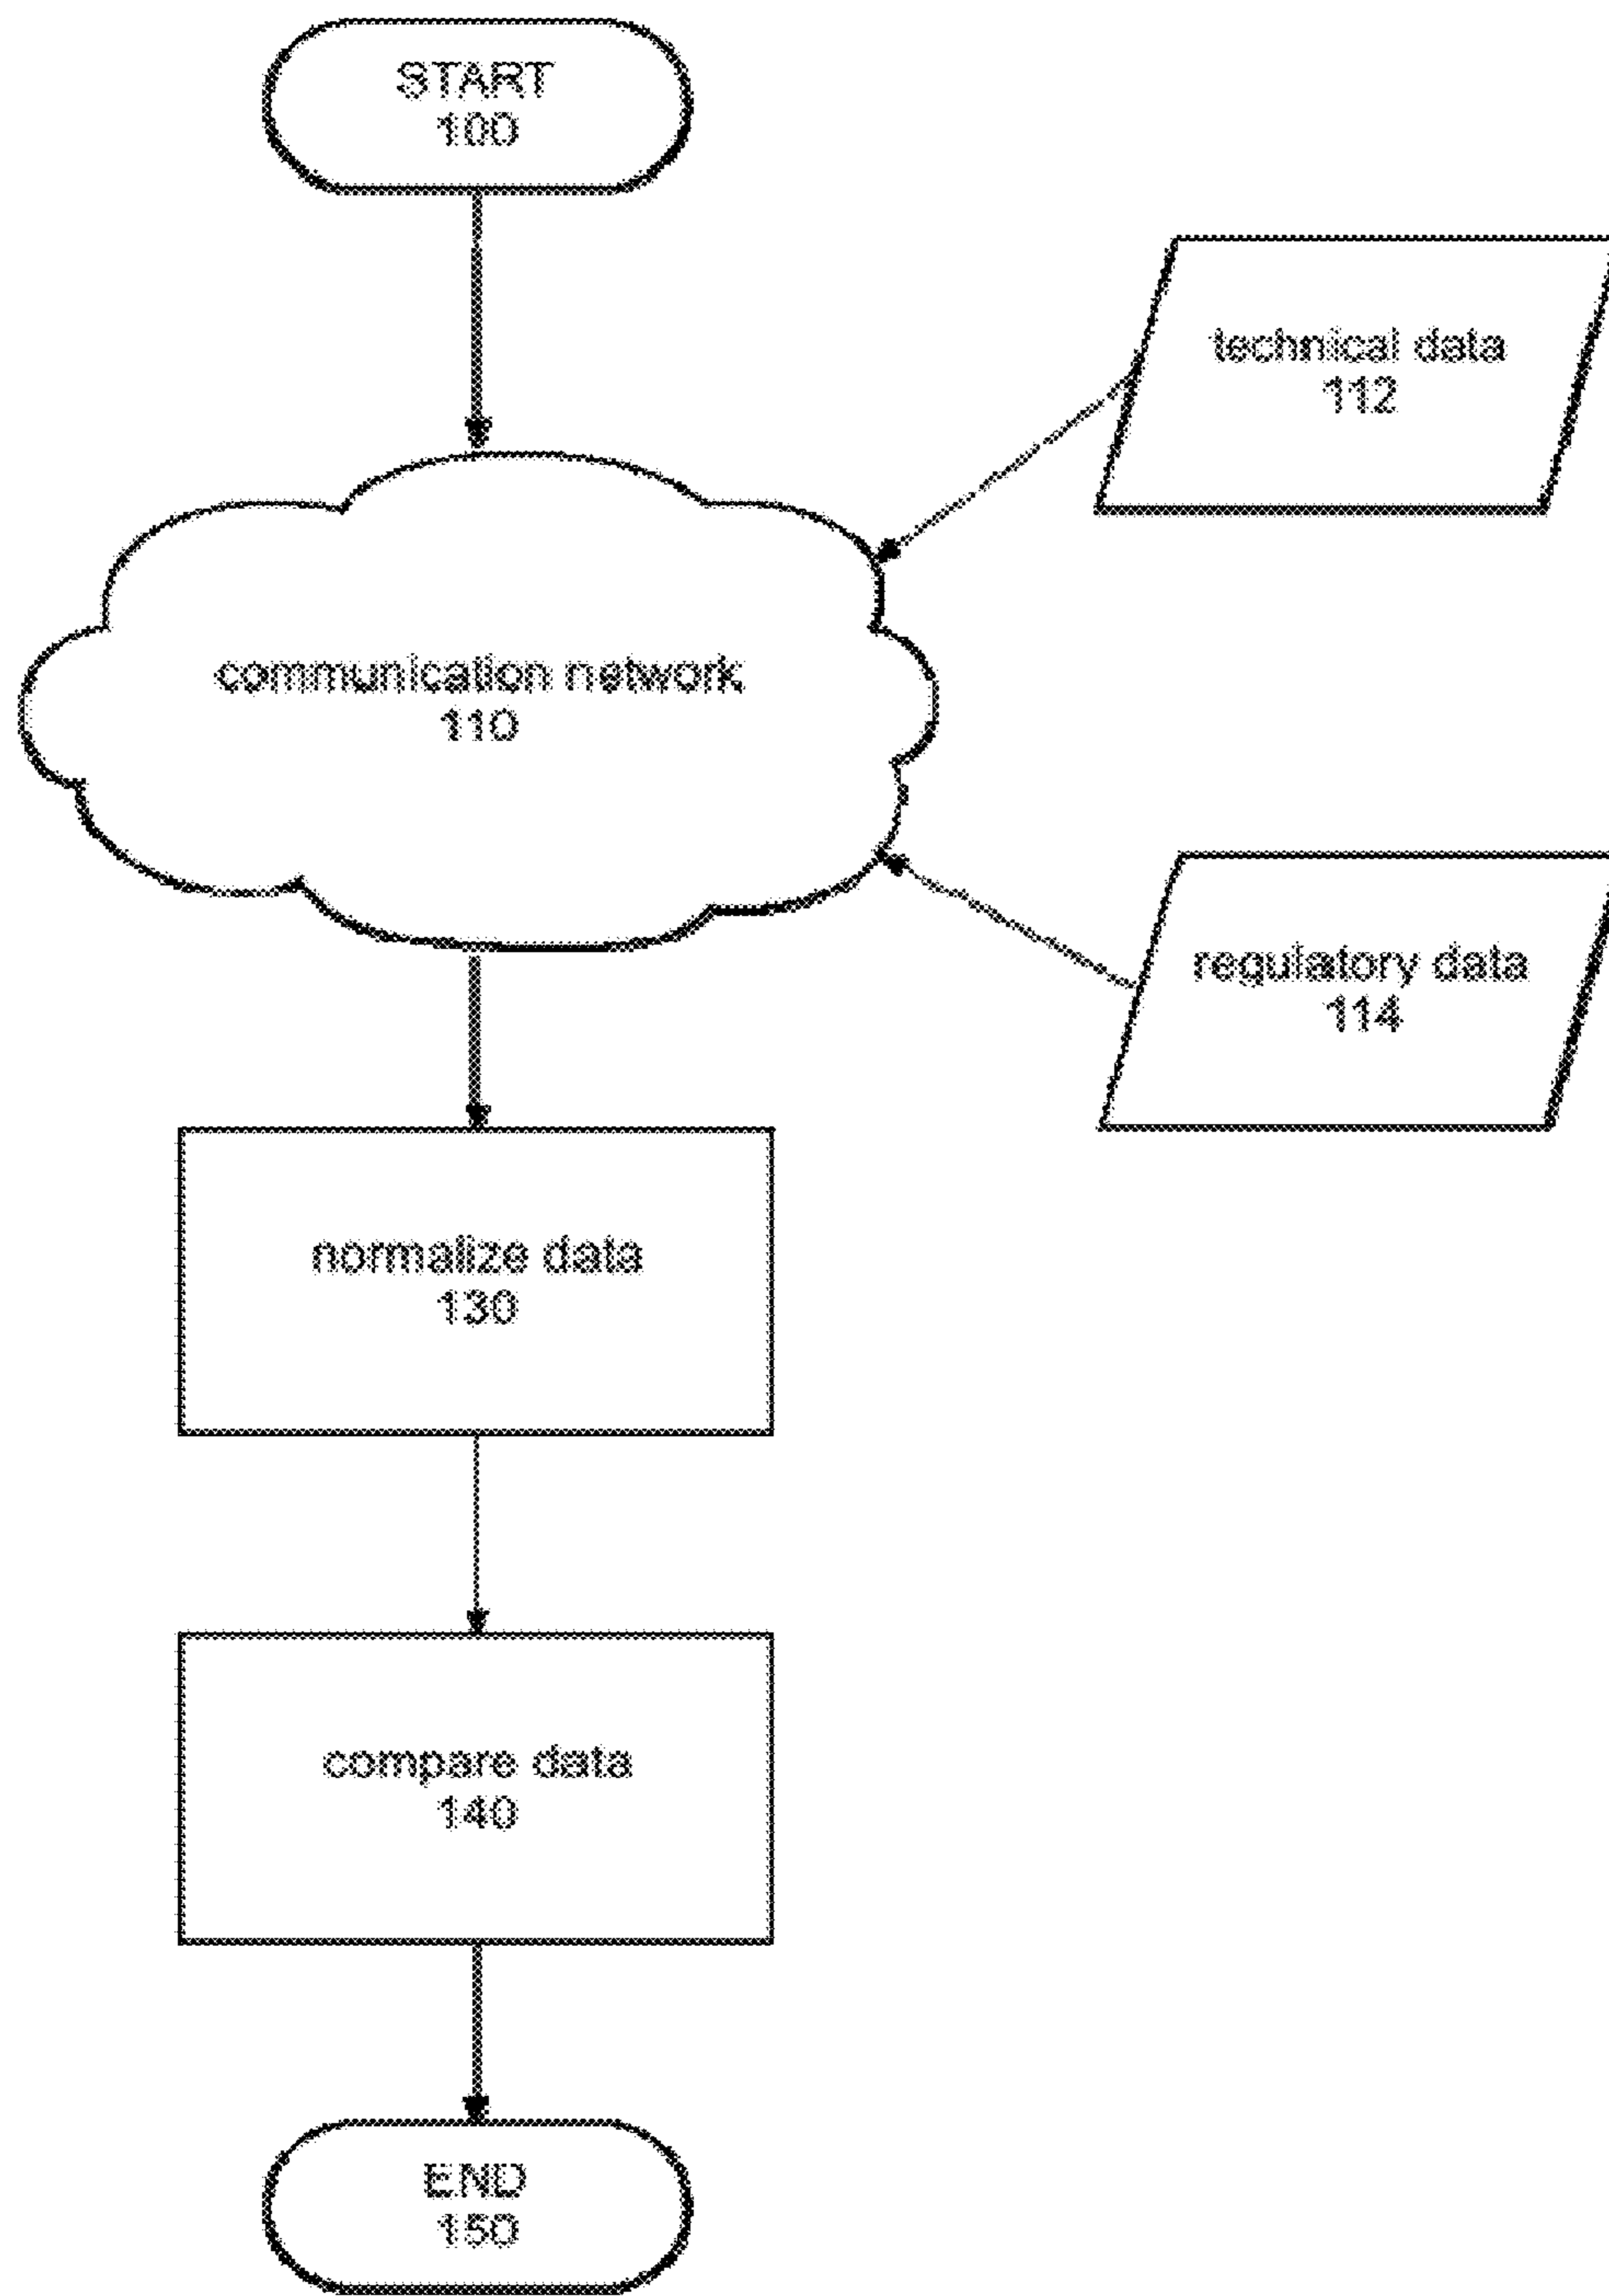 START
100
technical data
112
communication network
110
regulatory data
114
normalize data
130
compare data
140
END
150